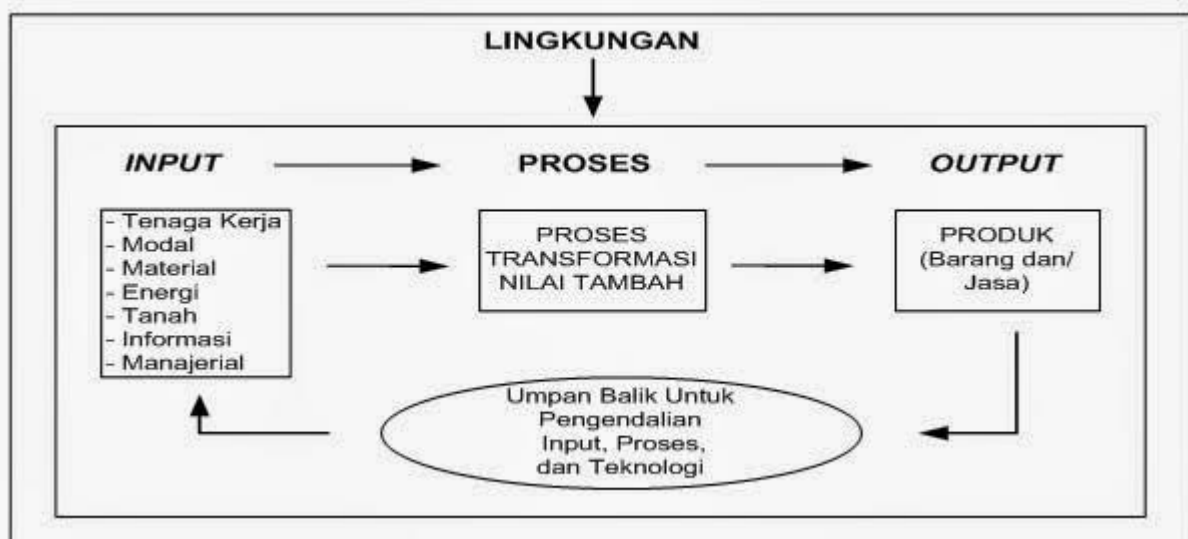 LINGKUNGAN
INPUT
PROSES
OUTPUT
- Tenaga Kerja
- Modal
- Material
- Energi
- Tanah
- Informasi
- Manajerial
PROSES
TRANSFORMASI
NILAI TAMBAH
PRODUK
(Barang dan/
Jasa)
Umpan Balik Untuk
Pengendalian
Input, Proses,
dan Teknologi